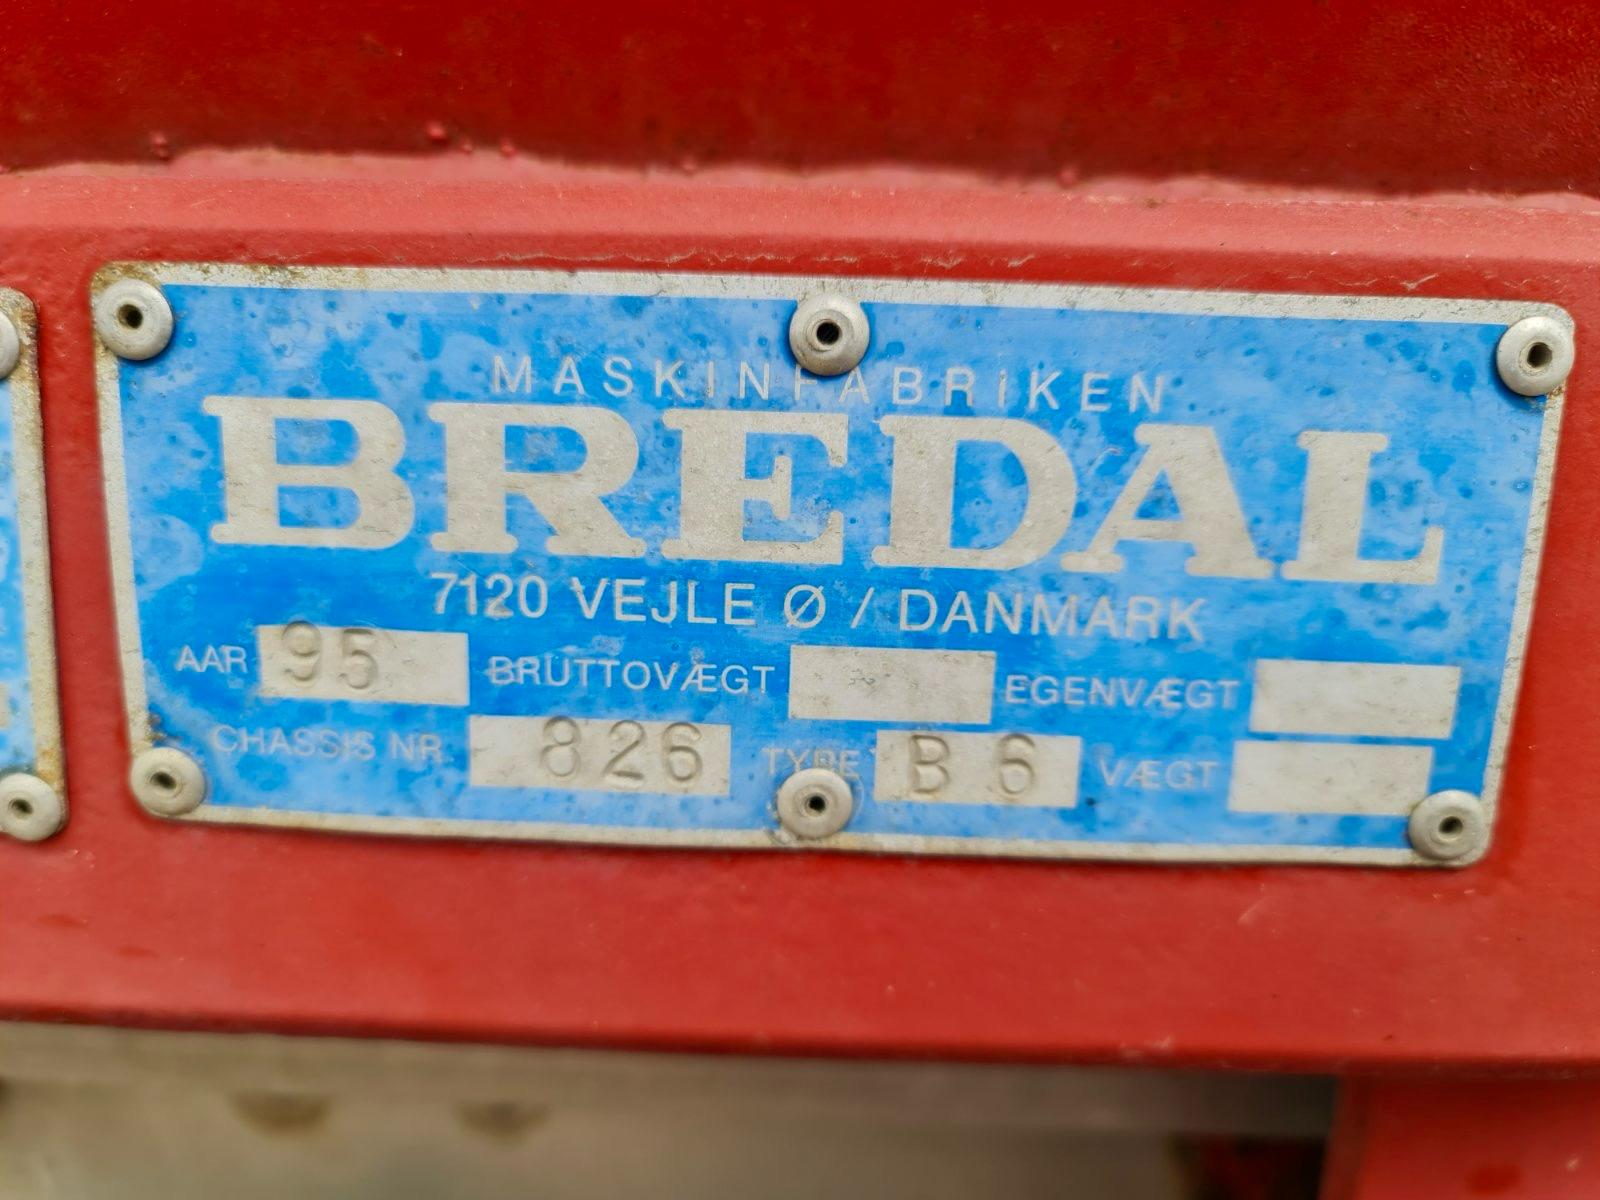 MASKINFABRIKEN
BREDAL
7120 VEJLE Ø / DANMARK
AAR 95 BRUTTOVÆGT EGENVÆGT
CHASSIS NR. 826 TYPE B 6 VÆGT